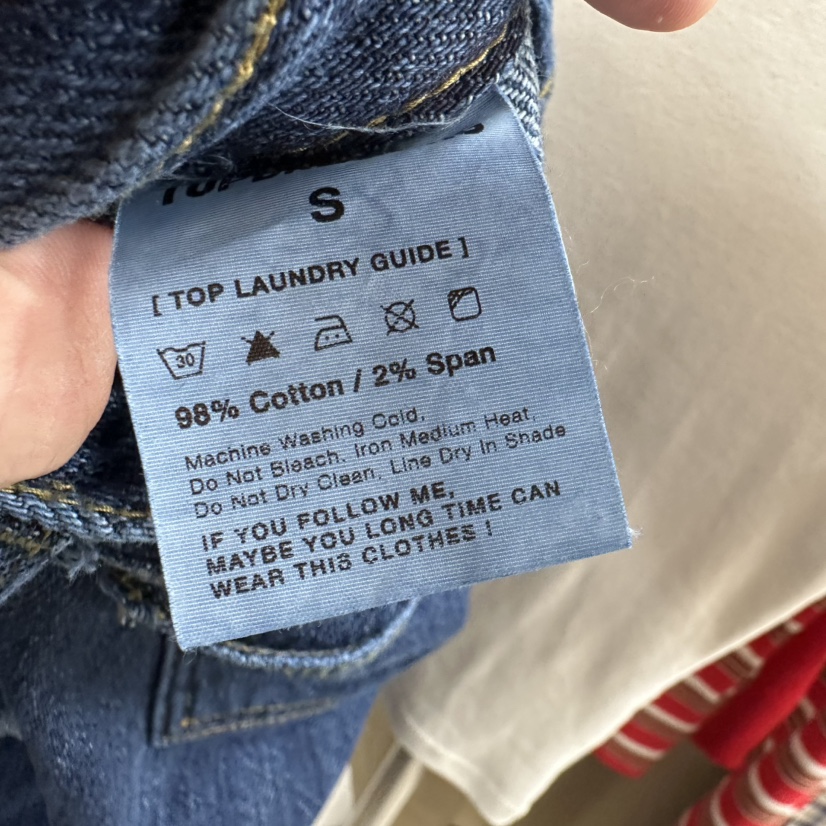 S
[ TOP LAUNDRY GUIDE ]
30
98% Cotton / 2% Span
Machine Washing Cold,
Do Not Bleach, Iron Medium Heat,
Do Not Dry Clean, Line Dry In Shade
IF YOU FOLLOW ME,
MAYBE YOU LONG TIME CAN
WEAR THIS CLOTHES !